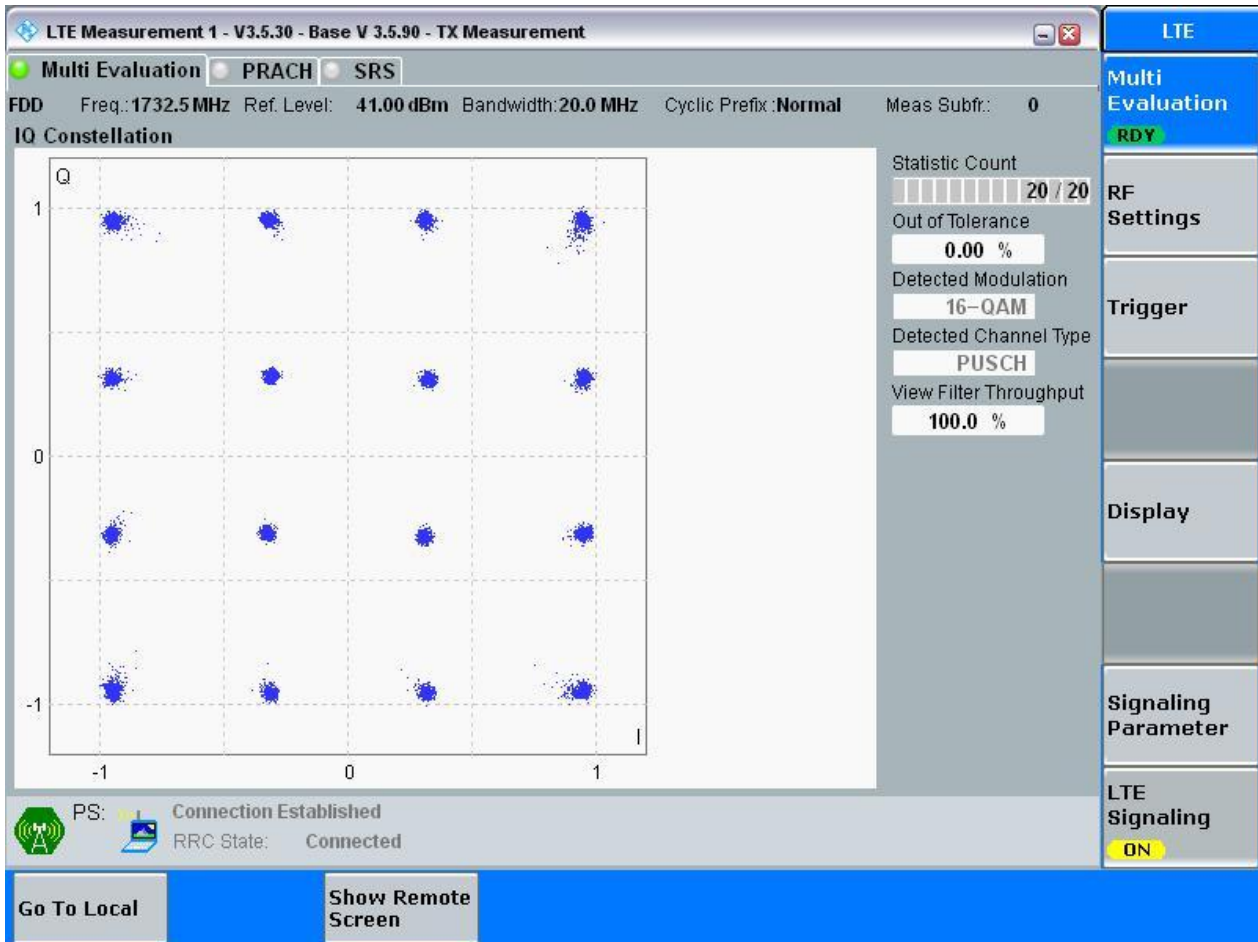 LTE Measurement 1 - V3.5.30 - Base V 3.5.90 - TX Measurement
Multi Evaluation PRACH SRS
FDD Freq.: 1732.5 MHz Ref. Level: 41.00 dBm Bandwidth: 20.0 MHz Cyclic Prefix : Normal Meas Subfr.: 0
IQ Constellation
Q
1
0
-1
I
-1 0 1
Statistic Count
20 / 20
Out of Tolerance
0.00 %
Detected Modulation
16-QAM
Detected Channel Type
PUSCH
View Filter Throughput
100.0 %
PS: Connection Established
RRC State: Connected
LTE
Multi
Evaluation
RDY
RF
Settings
Trigger
Display
Signaling
Parameter
LTE
Signaling
ON
Go To Local
Show Remote
Screen